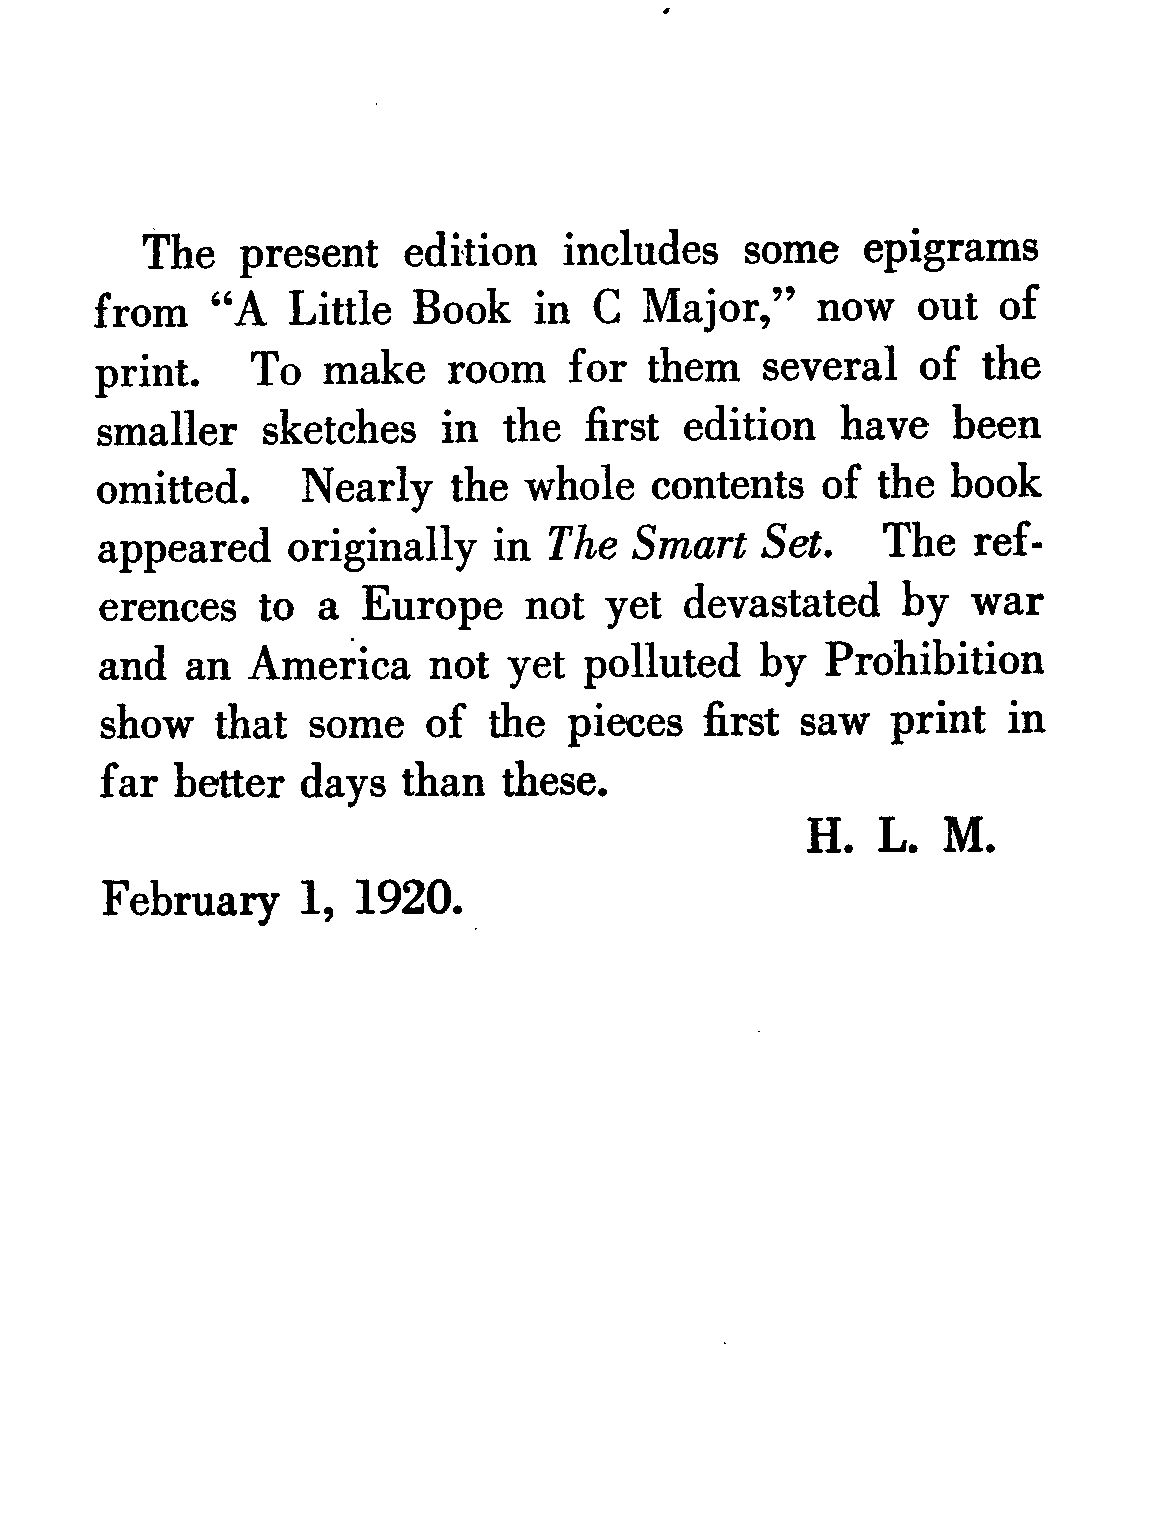 The present edition includes some epigrams
from “A Little Book in C Major,” now out of
print. To make room for them several of the
smaller sketches in the first edition have been
omitted. Nearly the whole contents of the book
appeared originally in The Smart Set. The ref-
erences to a Europe not yet devastated by war
and an America not yet polluted by Prohibition
show that some of the pieces first saw print in
far better days than these.
H. L. M.
February 1, 1920.